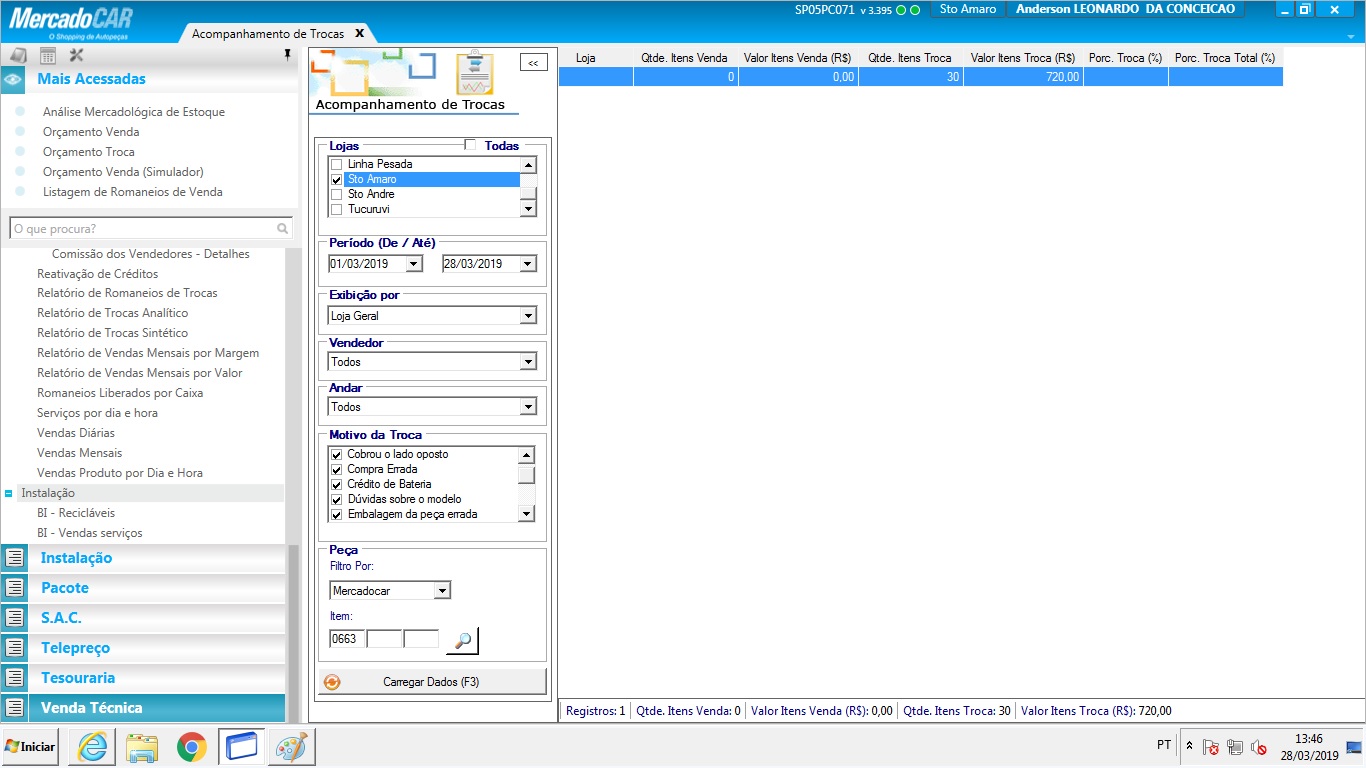 MercadoCAR
O Shopping de Autopeças
Acompanhamento de Trocas X
SP05PC071 v 3.395
Sto Amaro
Anderson LEONARDO DA CONCEICAO
Mais Acessadas
Análise Mercadológica de Estoque
Orçamento Venda
Orçamento Troca
Orçamento Venda (Simulador)
Listagem de Romaneios de Venda
O que procura?
Comissão dos Vendedores - Detalhes
Reativação de Créditos
Relatório de Romaneios de Trocas
Relatório de Trocas Analítico
Relatório de Trocas Sintético
Relatório de Vendas Mensais por Margem
Relatório de Vendas Mensais por Valor
Romaneios Liberados por Caixa
Serviços por dia e hora
Vendas Diárias
Vendas Mensais
Vendas Produto por Dia e Hora
Instalação
BI - Recicláveis
BI - Vendas serviços
Instalação
Pacote
S.A.C.
Telepreço
Tesouraria
Venda Técnica
<<
Acompanhamento de Trocas
Lojas Todas
Linha Pesada
Sto Amaro
Sto Andre
Tucuruvi
Período (De / Até)
01/03/2019 28/03/2019
Exibição por
Loja Geral
Vendedor
Todos
Andar
Todos
Motivo da Troca
Cobrou o lado oposto
Compra Errada
Crédito de Bateria
Dúvidas sobre o modelo
Embalagem da peça errada
Peça
Filtro Por:
Mercadocar
Item:
0663
Carregar Dados (F3)
Loja Qtde. Itens Venda Valor Itens Venda (R$) Qtde. Itens Troca Valor Itens Troca (R$) Porc. Troca (%) Porc. Troca Total (%)
0 0,00 30 720,00
Registros: 1 Qtde. Itens Venda: 0 Valor Itens Venda (R$): 0,00 Qtde. Itens Troca: 30 Valor Itens Troca (R$): 720,00
Iniciar
PT
13:46
28/03/2019